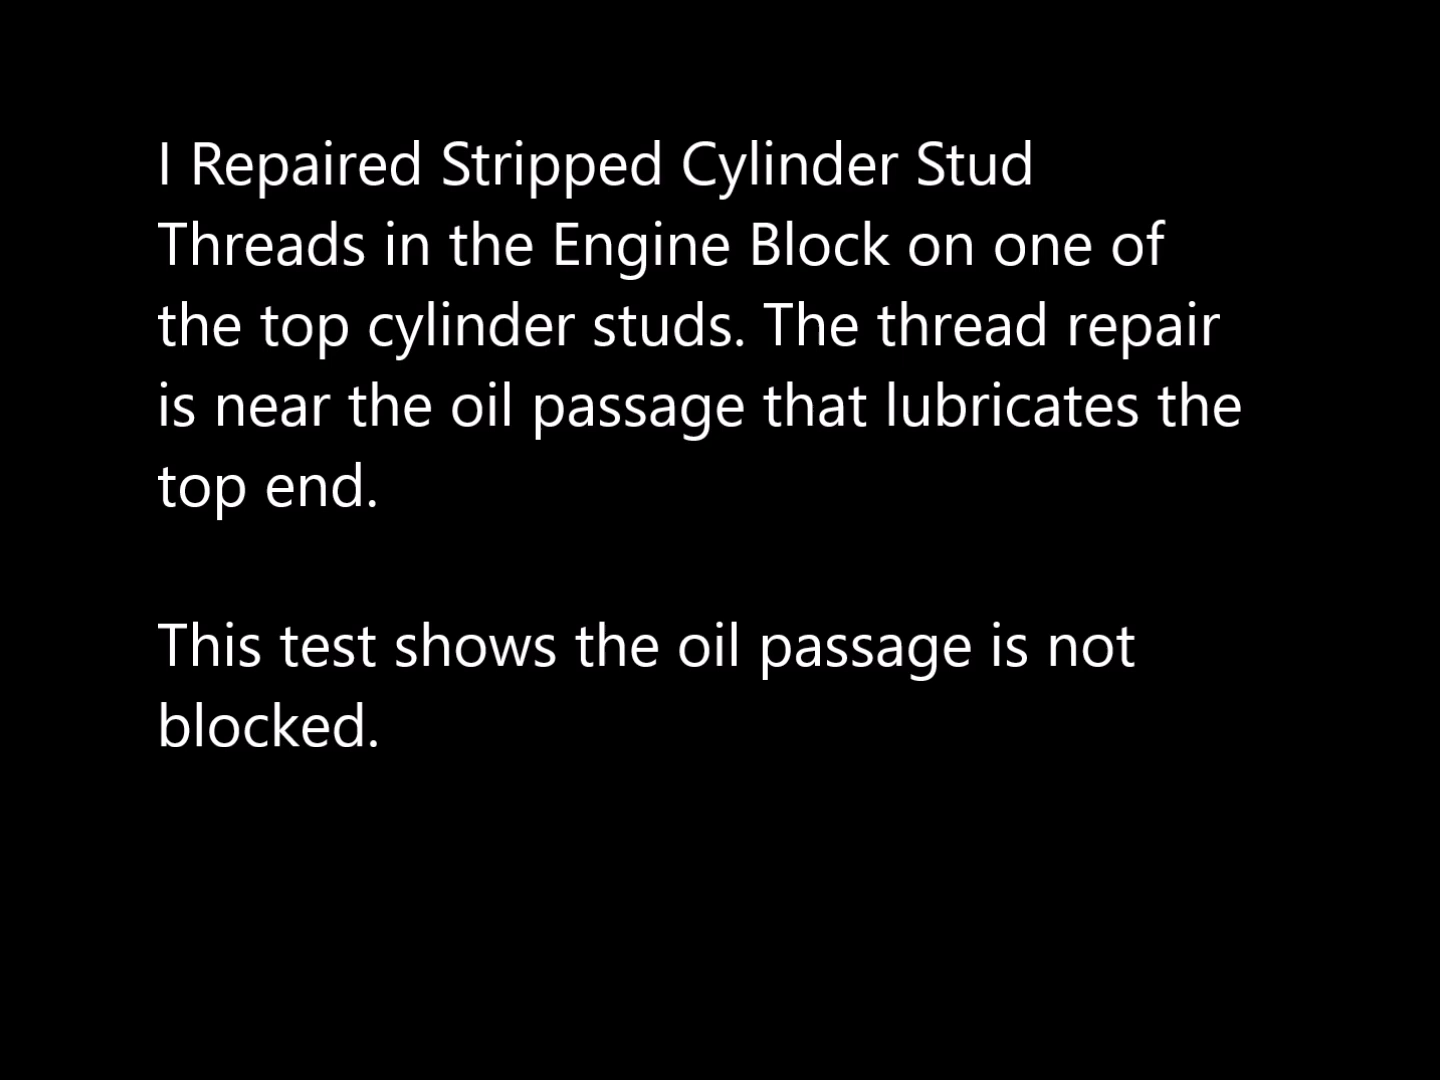 I Repaired Stripped Cylinder Stud
Threads in the Engine Block on one of
the top cylinder studs. The thread repair
is near the oil passage that lubricates the
top end.
This test shows the oil passage is not
blocked.